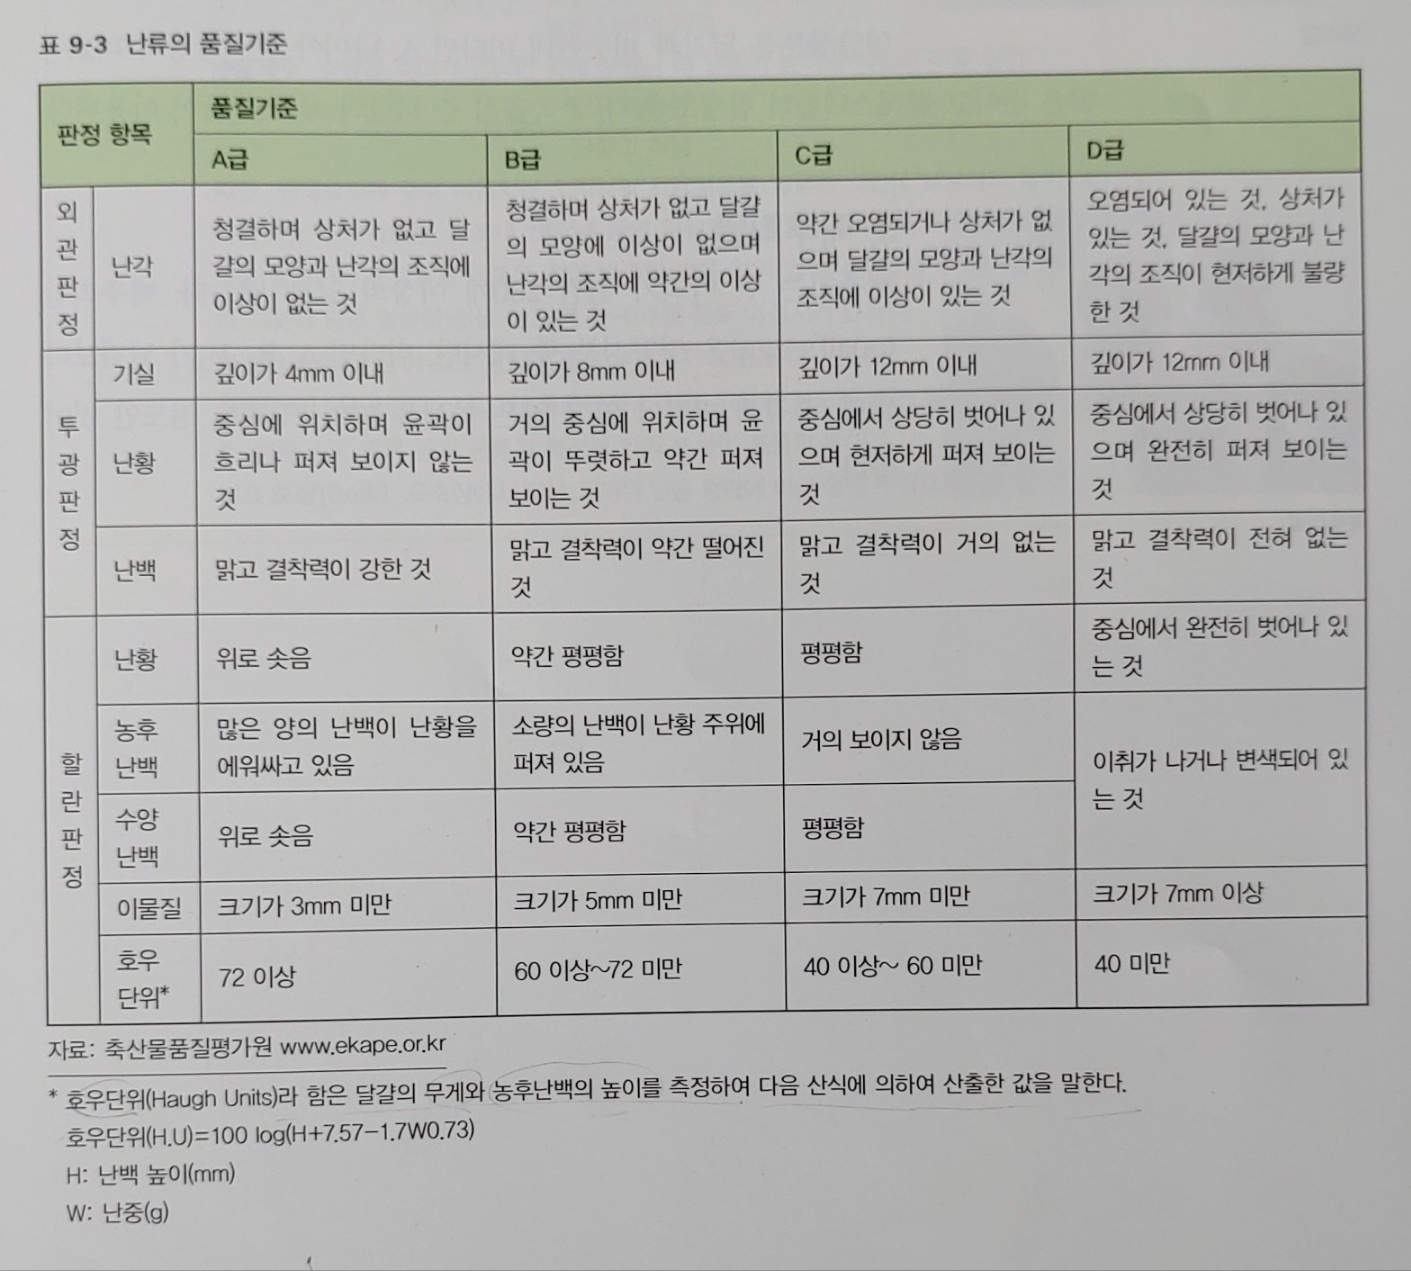 표 9-3 난류의 품질기준
판정 항목
품질기준
A급
B급
C급
D급
외
관
판
정
난각
청결하며 상처가 없고 달
걀의 모양과 난각의 조직에
이상이 없는 것
청결하며 상처가 없고 달걀
의 모양에 이상이 없으며
난각의 조직에 약간의 이상
이 있는 것
약간 오염되거나 상처가 없
으며 달걀의 모양과 난각의
조직에 이상이 있는 것
오염되어 있는 것, 상처가
있는 것, 달걀의 모양과 난
각의 조직이 현저하게 불량
한 것
투
광
판
정
기실
깊이가 4mm 이내
깊이가 8mm 이내
깊이가 12mm 이내
깊이가 12mm 이내
난황
중심에 위치하며 윤곽이
흐리나 퍼져 보이지 않는
것
거의 중심에 위치하며 윤
곽이 뚜렷하고 약간 퍼져
보이는 것
중심에서 상당히 벗어나 있
으며 현저하게 퍼져 보이는
것
중심에서 상당히 벗어나 있
으며 완전히 퍼져 보이는
것
난백
맑고 결착력이 강한 것
맑고 결착력이 약간 떨어진
것
맑고 결착력이 거의 없는
것
맑고 결착력이 전혀 없는
것
할
란
판
정
난황
위로 솟음
약간 평평함
평평함
중심에서 완전히 벗어나 있
는 것
농후
난백
많은 양의 난백이 난황을
에워싸고 있음
소량의 난백이 난황 주위에
퍼져 있음
거의 보이지 않음
이취가 나거나 변색되어 있
는 것
수양
난백
위로 솟음
약간 평평함
평평함
이물질
크기가 3mm 미만
크기가 5mm 미만
크기가 7mm 미만
크기가 7mm 이상
호우
단위*
72 이상
60 이상~72 미만
40 이상~ 60 미만
40 미만
자료: 축산물품질평가원 www.ekape.or.kr
* 호우단위(Haugh Units)라 함은 달걀의 무게와 농후난백의 높이를 측정하여 다음 산식에 의하여 산출한 값을 말한다.
호우단위(H.U)=100 log(H+7.57-1.7W0.73)
H: 난백 높이(mm)
W: 난중(g)